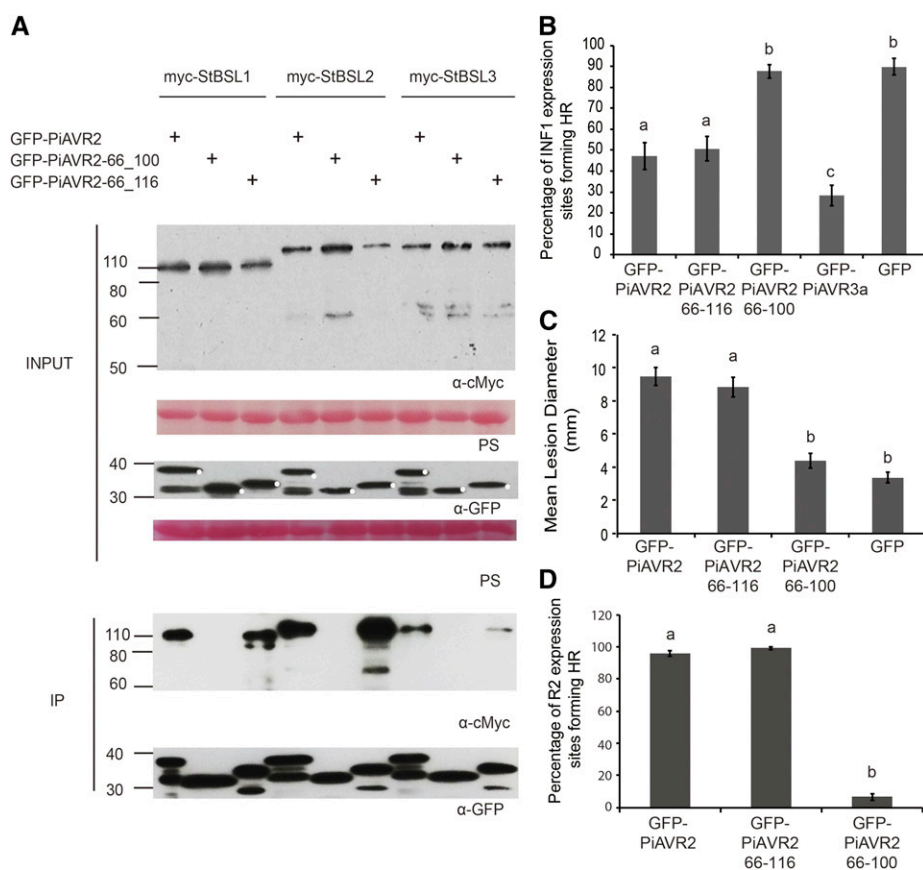 A
myc-StBSL1 myc-StBSL2 myc-StBSL3
GFP-PiAVR2 + + +
GFP-PiAVR2-66_100 + + +
GFP-PiAVR2-66_116 + + +
INPUT
110
80
60
50
α-cMyc
PS
40
30
α-GFP
PS
IP
110
80
60
α-cMyc
40
30
α-GFP
B
Percentage of INF1 expression
sites forming HR
100
90
80
70
60
50
40
30
20
10
0
a a b c b
GFP- GFP- GFP- GFP-PiAVR3a GFP
PiAVR2 PiAVR2 PiAVR2
66-116 66-100
C
Mean Lesion Diameter
(mm)
12
10
8
6
4
2
0
a a b b
GFP- GFP- GFP- GFP
PiAVR2 PiAVR2 PiAVR2
66-116 66-100
D
Percentage of R2 expression
sites forming HR
100
80
60
40
20
0
a a b
GFP- GFP- GFP-
PiAVR2 PiAVR2 PiAVR2
66-116 66-100